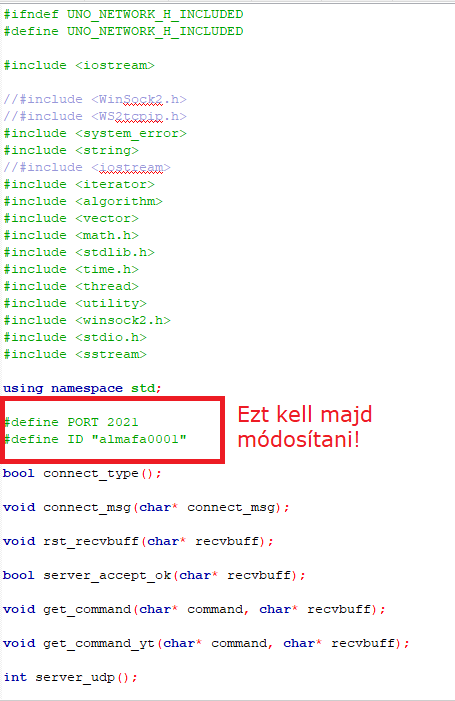 #ifndef UNO_NETWORK_H_INCLUDED
#define UNO_NETWORK_H_INCLUDED
#include <iostream>
//#include <WinSock2.h>
//#include <WS2tcpip.h>
#include <system_error>
#include <string>
//#include <iostream>
#include <iterator>
#include <algorithm>
#include <vector>
#include <math.h>
#include <stdlib.h>
#include <time.h>
#include <thread>
#include <utility>
#include <winsock2.h>
#include <stdio.h>
#include <sstream>
using namespace std;
#define PORT 2021
#define ID "almafa0001"
Ezt kell majd
módosítani!
bool connect_type();
void connect_msg(char* connect_msg);
void rst_recvbuff(char* recvbuff);
bool server_accept_ok(char* recvbuff);
void get_command(char* command, char* recvbuff);
void get_command_yt(char* command, char* recvbuff);
int server_udp();